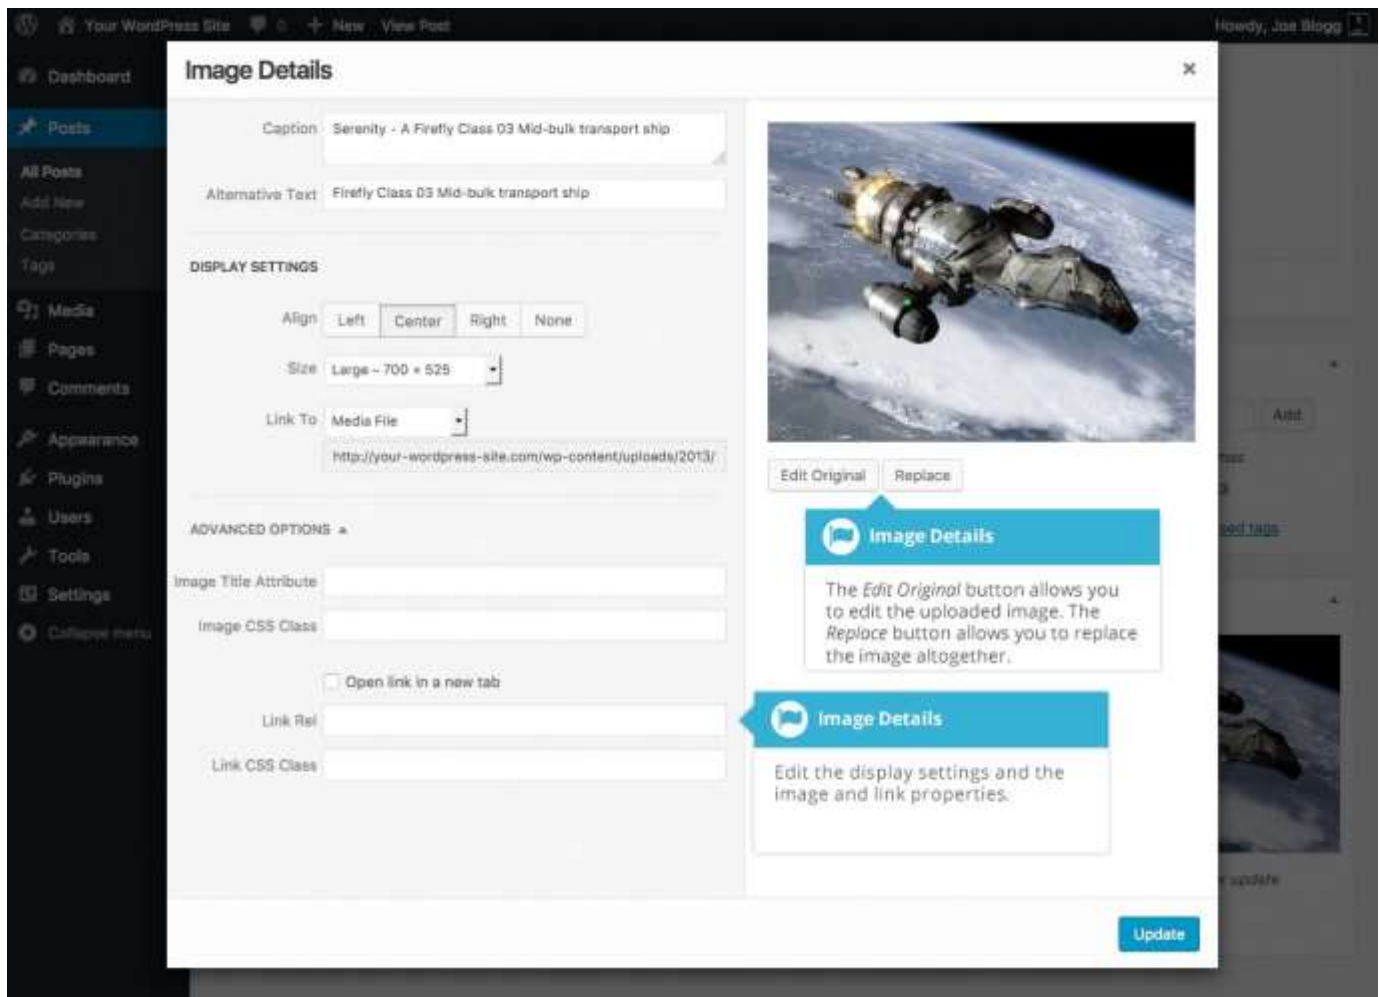 Your WordPress Site 0 New View Post
Howdy, Joe Blogg
Dashboard
Posts
All Posts
Add New
Categories
Tags
Media
Pages
Comments
Appearance
Plugins
Users
Tools
Settings
Collapse menu
Image Details
Caption
Serenity - A Firefly Class 03 Mid-bulk transport ship
Alternative Text
Firefly Class 03 Mid-bulk transport ship
DISPLAY SETTINGS
Align
Left
Center
Right
None
Size
Large – 700 × 525
Link To
Media File
http://your-wordpress-site.com/wp-content/uploads/2013/
ADVANCED OPTIONS
Image Title Attribute
Image CSS Class
Open link in a new tab
Link Rel
Link CSS Class
Edit Original
Replace
Image Details
The Edit Original button allows you
to edit the uploaded image. The
Replace button allows you to replace
the image altogether.
Image Details
Edit the display settings and the
image and link properties.
Update
Add
sed tags
update